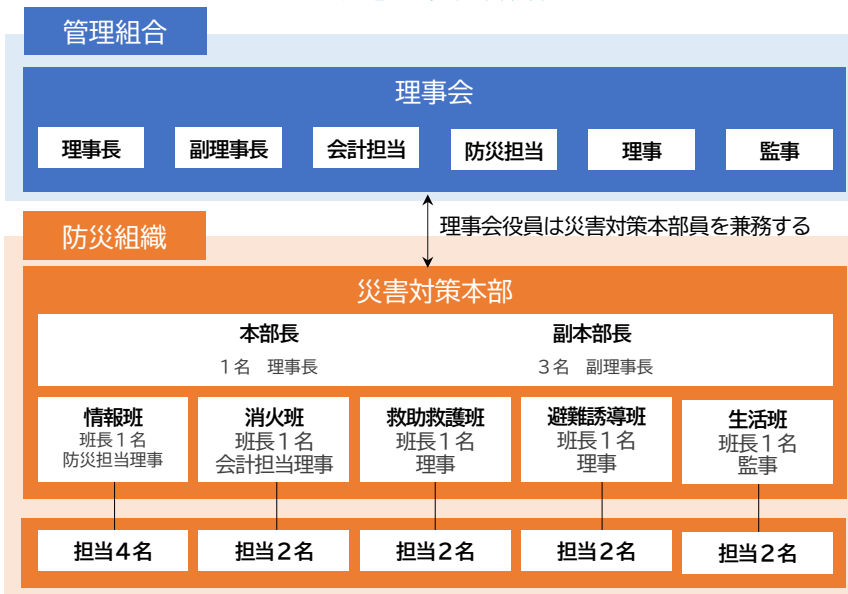 管理組合
理事会
理事長
副理事長
会計担当
防災担当
理事
監事
理事会役員は災害対策本部員を兼務する
防災組織
災害対策本部
本部長
1名 理事長
副本部長
3名 副理事長
情報班
班長1名
防災担当理事
消火班
班長1名
会計担当理事
救助救護班
班長1名
理事
避難誘導班
班長1名
理事
生活班
班長1名
監事
担当4名
担当2名
担当2名
担当2名
担当2名